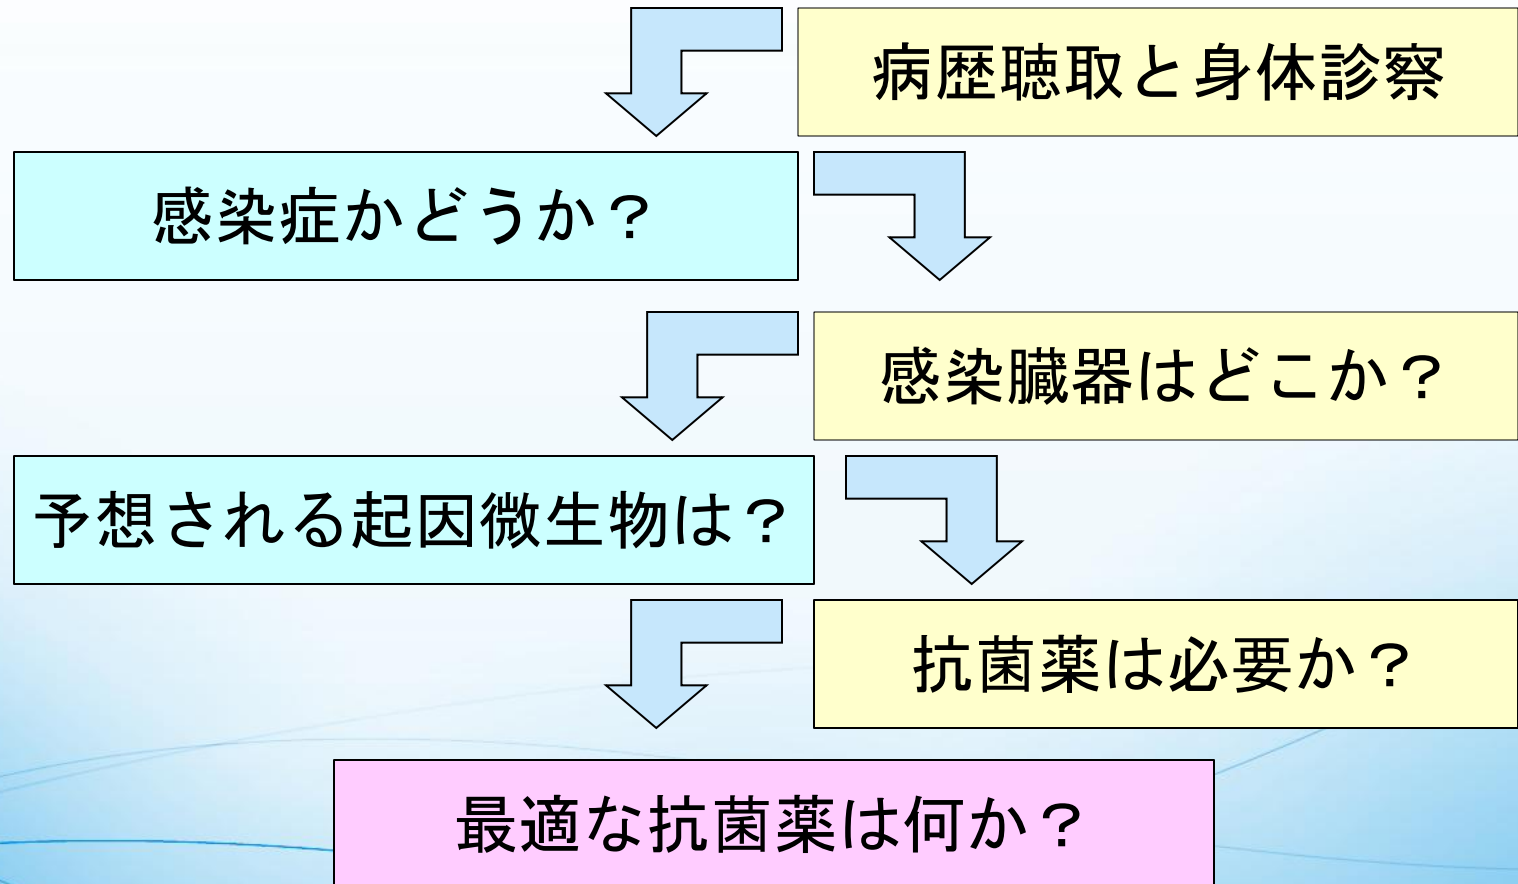 病歴聴取と身体診察
感染症かどうか？
感染臓器はどこか？
予想される起因微生物は？
抗菌薬は必要か？
最適な抗菌薬は何か？